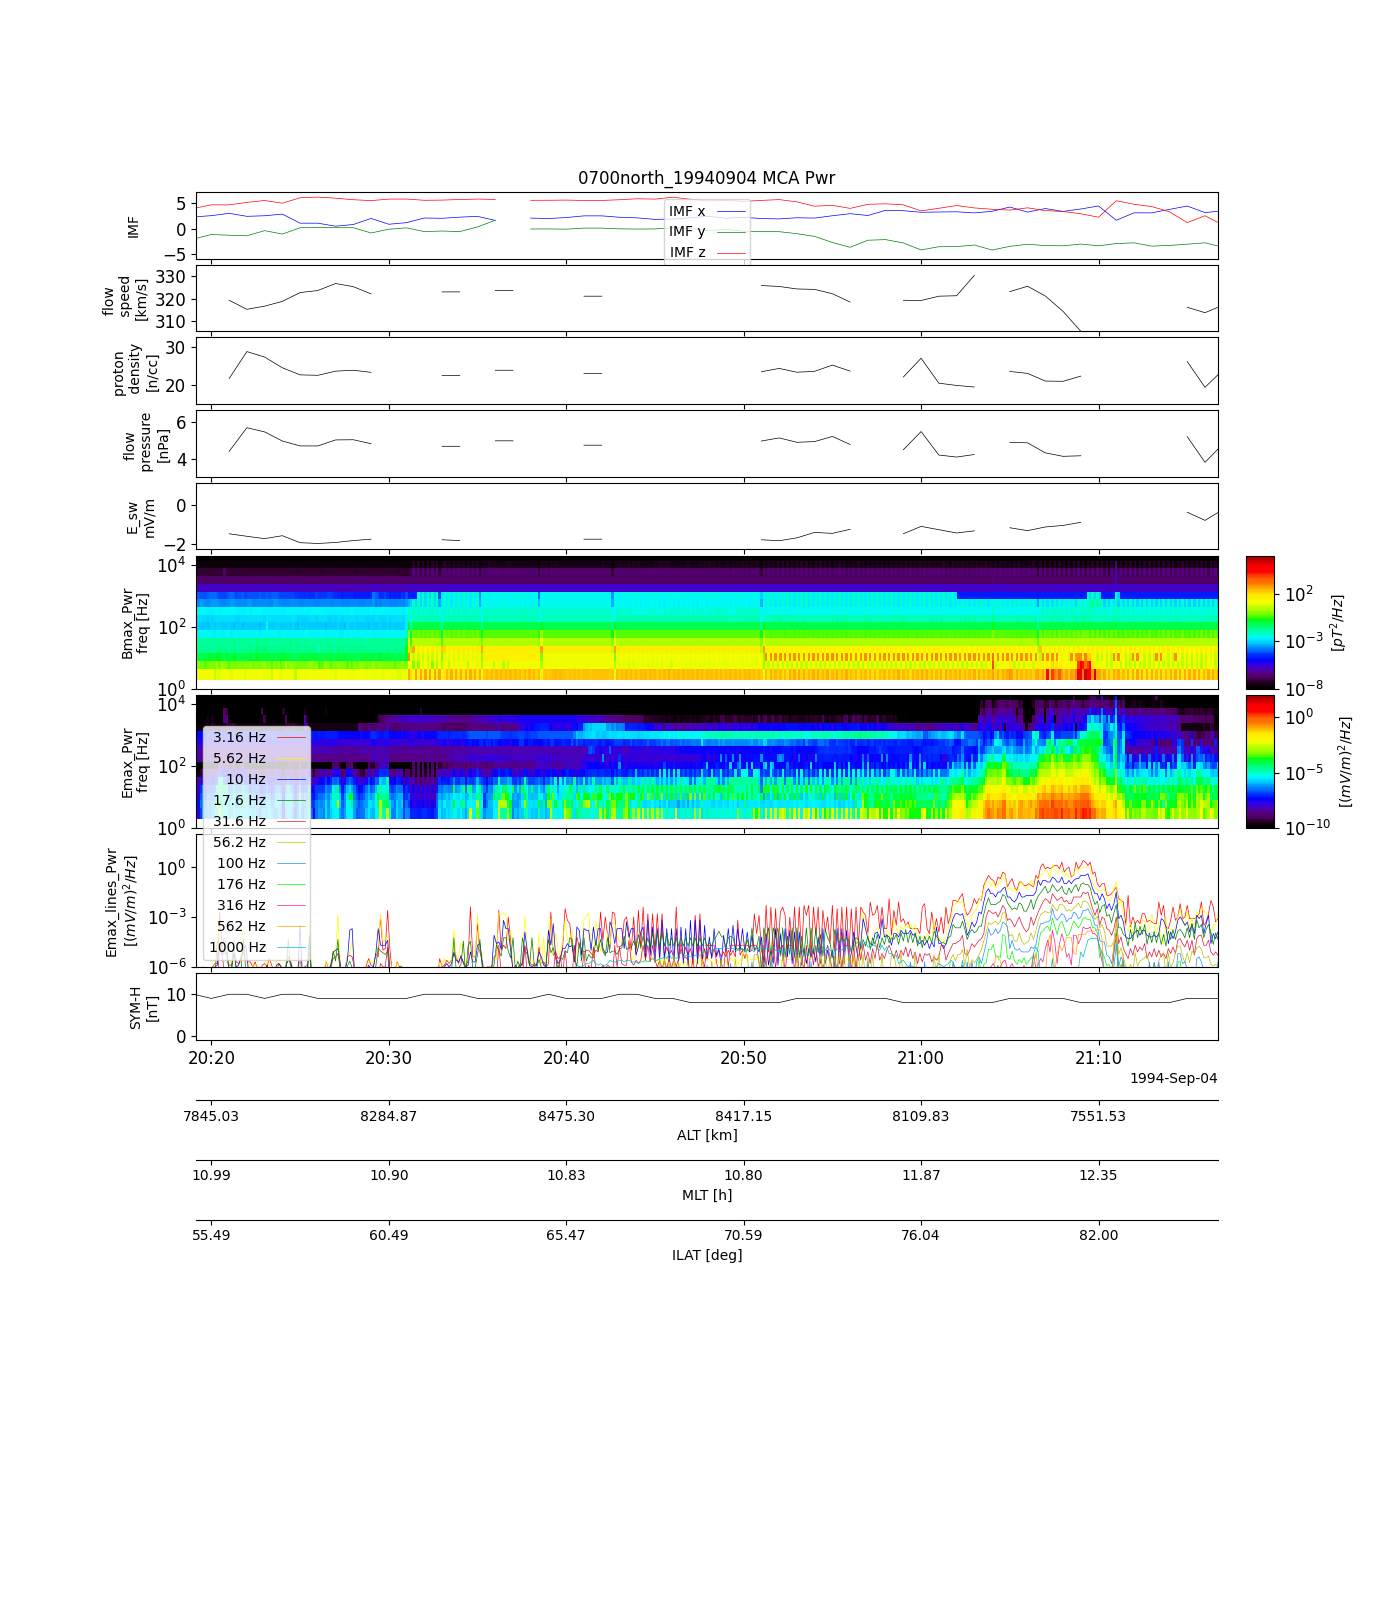 0700north_19940904 MCA Pwr
IMF
5
0
−5
IMF x
IMF y
IMF z
flow
speed
[km/s]
330
320
310
proton
density
[n/cc]
30
20
flow
pressure
[nPa]
6
4
E_sw
mV/m
0
−2
Bmax_Pwr
freq [Hz]
10^4
10^2
10^0
10^2
10^-3
10^-8
[pT^2/Hz]
Emax_Pwr
freq [Hz]
10^4
10^2
10^0
10^0
10^-5
10^-10
[(mV/m)^2/Hz]
3.16 Hz
5.62 Hz
10 Hz
17.6 Hz
31.6 Hz
56.2 Hz
100 Hz
176 Hz
316 Hz
562 Hz
1000 Hz
Emax_lines_Pwr
[(mV/m)^2/Hz]
10^0
10^-3
10^-6
SYM-H
[nT]
10
0
20:20 20:30 20:40 20:50 21:00 21:10
1994-Sep-04
7845.03 8284.87 8475.30 8417.15 8109.83 7551.53
ALT [km]
10.99 10.90 10.83 10.80 11.87 12.35
MLT [h]
55.49 60.49 65.47 70.59 76.04 82.00
ILAT [deg]